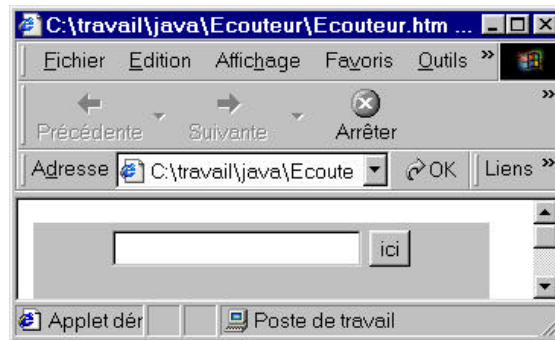 C:\travail\java\Ecouteur\Ecouteur.htm ...
Fichier Edition Affichage Favoris Outils »
Précédente Suivante Arrêter »
Adresse C:\travail\java\Ecoute OK Liens »
ici
Applet dér Poste de travail